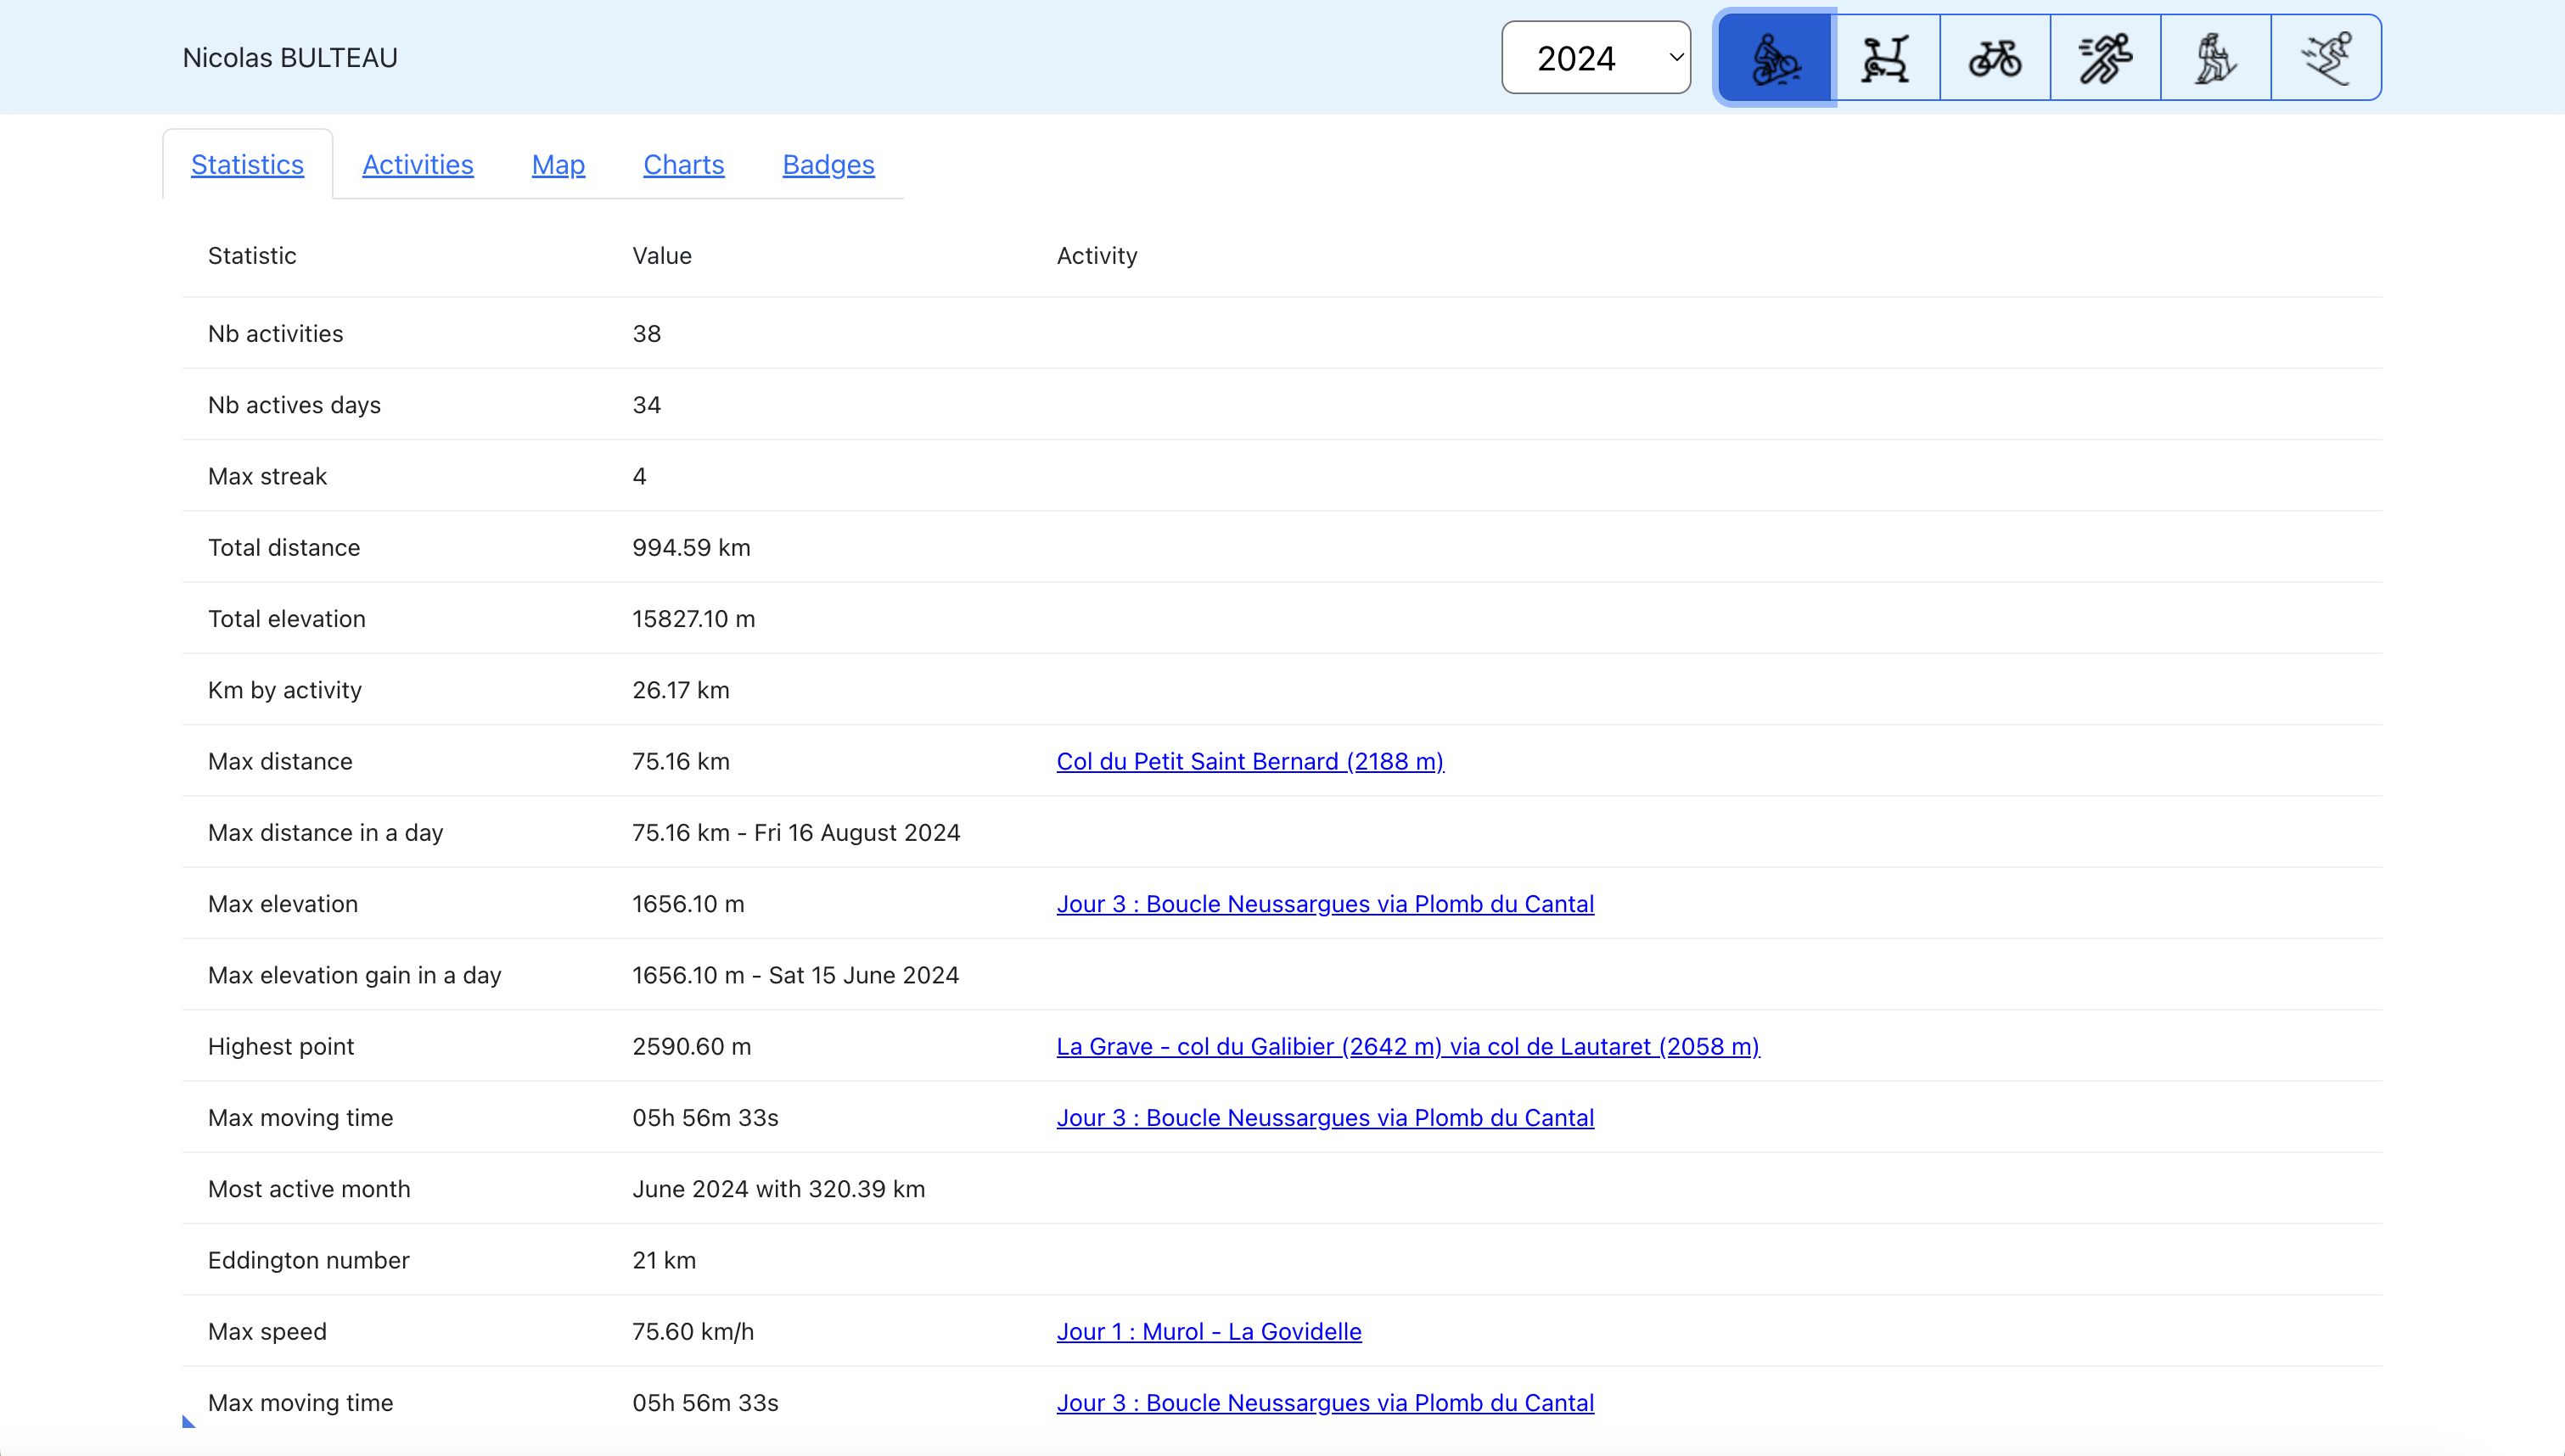 Nicolas BULTEAU 2024
Statistics Activities Map Charts Badges
Statistic Value Activity
Nb activities 38
Nb actives days 34
Max streak 4
Total distance 994.59 km
Total elevation 15827.10 m
Km by activity 26.17 km
Max distance 75.16 km Col du Petit Saint Bernard (2188 m)
Max distance in a day 75.16 km - Fri 16 August 2024
Max elevation 1656.10 m Jour 3 : Boucle Neussargues via Plomb du Cantal
Max elevation gain in a day 1656.10 m - Sat 15 June 2024
Highest point 2590.60 m La Grave - col du Galibier (2642 m) via col de Lautaret (2058 m)
Max moving time 05h 56m 33s Jour 3 : Boucle Neussargues via Plomb du Cantal
Most active month June 2024 with 320.39 km
Eddington number 21 km
Max speed 75.60 km/h Jour 1 : Murol - La Govidelle
Max moving time 05h 56m 33s Jour 3 : Boucle Neussargues via Plomb du Cantal